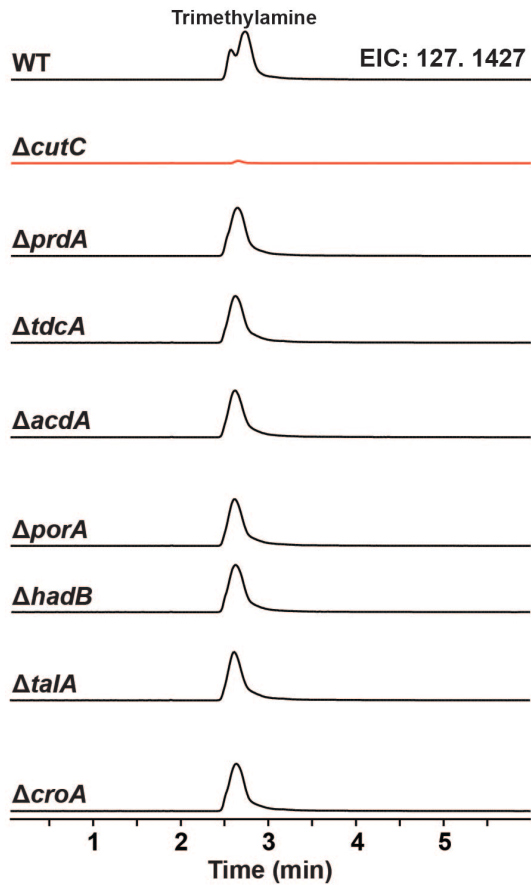 Trimethylamine
WT
EIC: 127. 1427
ΔcutC
ΔprdA
ΔtdcA
ΔacdA
ΔporA
ΔhadB
ΔtalA
ΔcroA
1 2 3 4 5
Time (min)